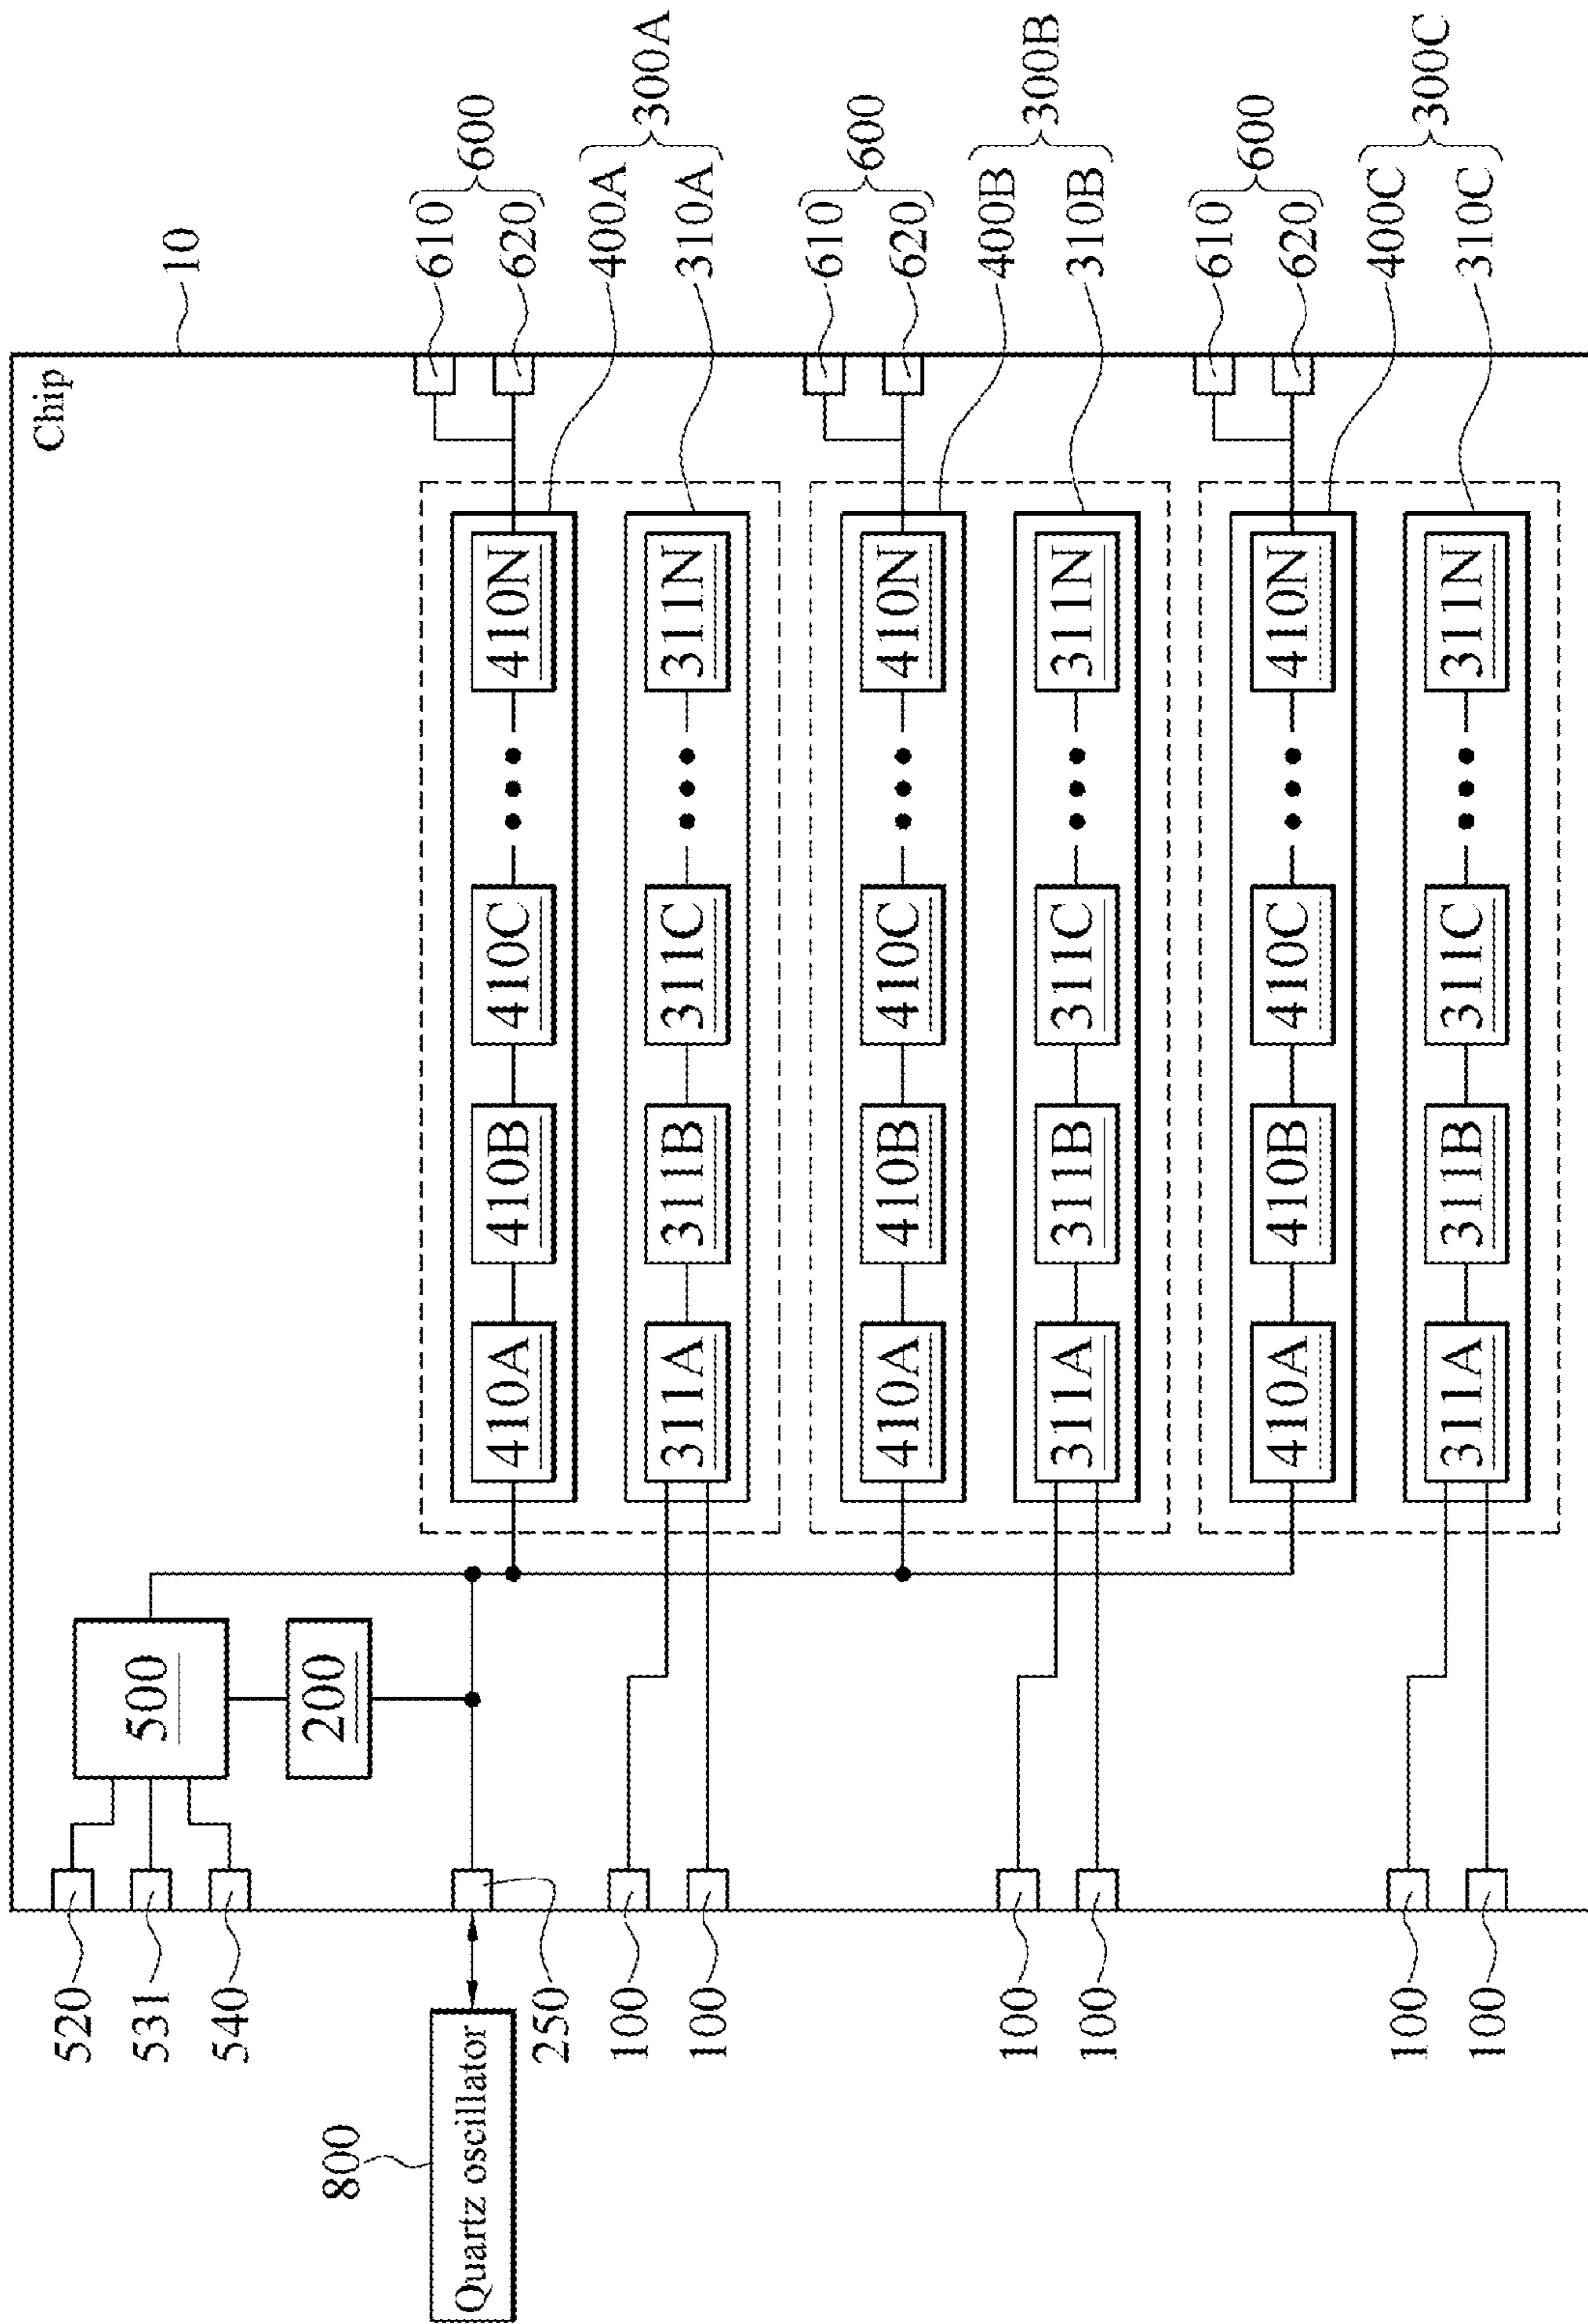 Chip
10
800
Quartz oscillator
520
531
540
250
100
100
100
100
100
100
500
200
410A 410B 410C 410N
311A 311B 311C 311N
410A 410B 410C 410N
311A 311B 311C 311N
410A 410B 410C 410N
311A 311B 311C 311N
610
620
600
400A
310A
300A
610
620
600
400B
310B
300B
610
620
600
400C
310C
300C